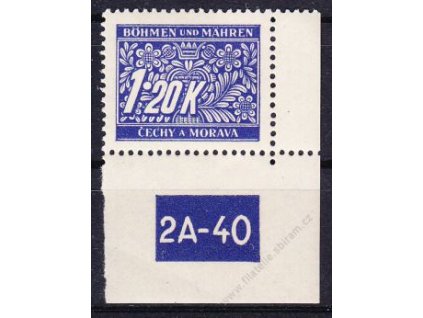 BÖHMEN UND MÄHREN
1·20 K
ČECHY A MORAVA
2A-40
www.filatelie.sbiram.cz